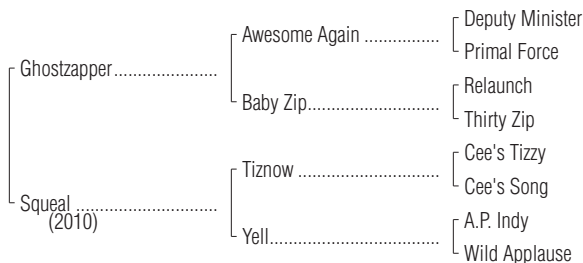 Deputy Minister
Awesome Again ..................
Primal Force
Ghostzapper.........................
Relaunch
Baby Zip................................
Thirty Zip
Cee's Tizzy
Tiznow ..................................
Cee's Song
Squeal ..................................
(2010)
A.P. Indy
Yell.........................................
Wild Applause